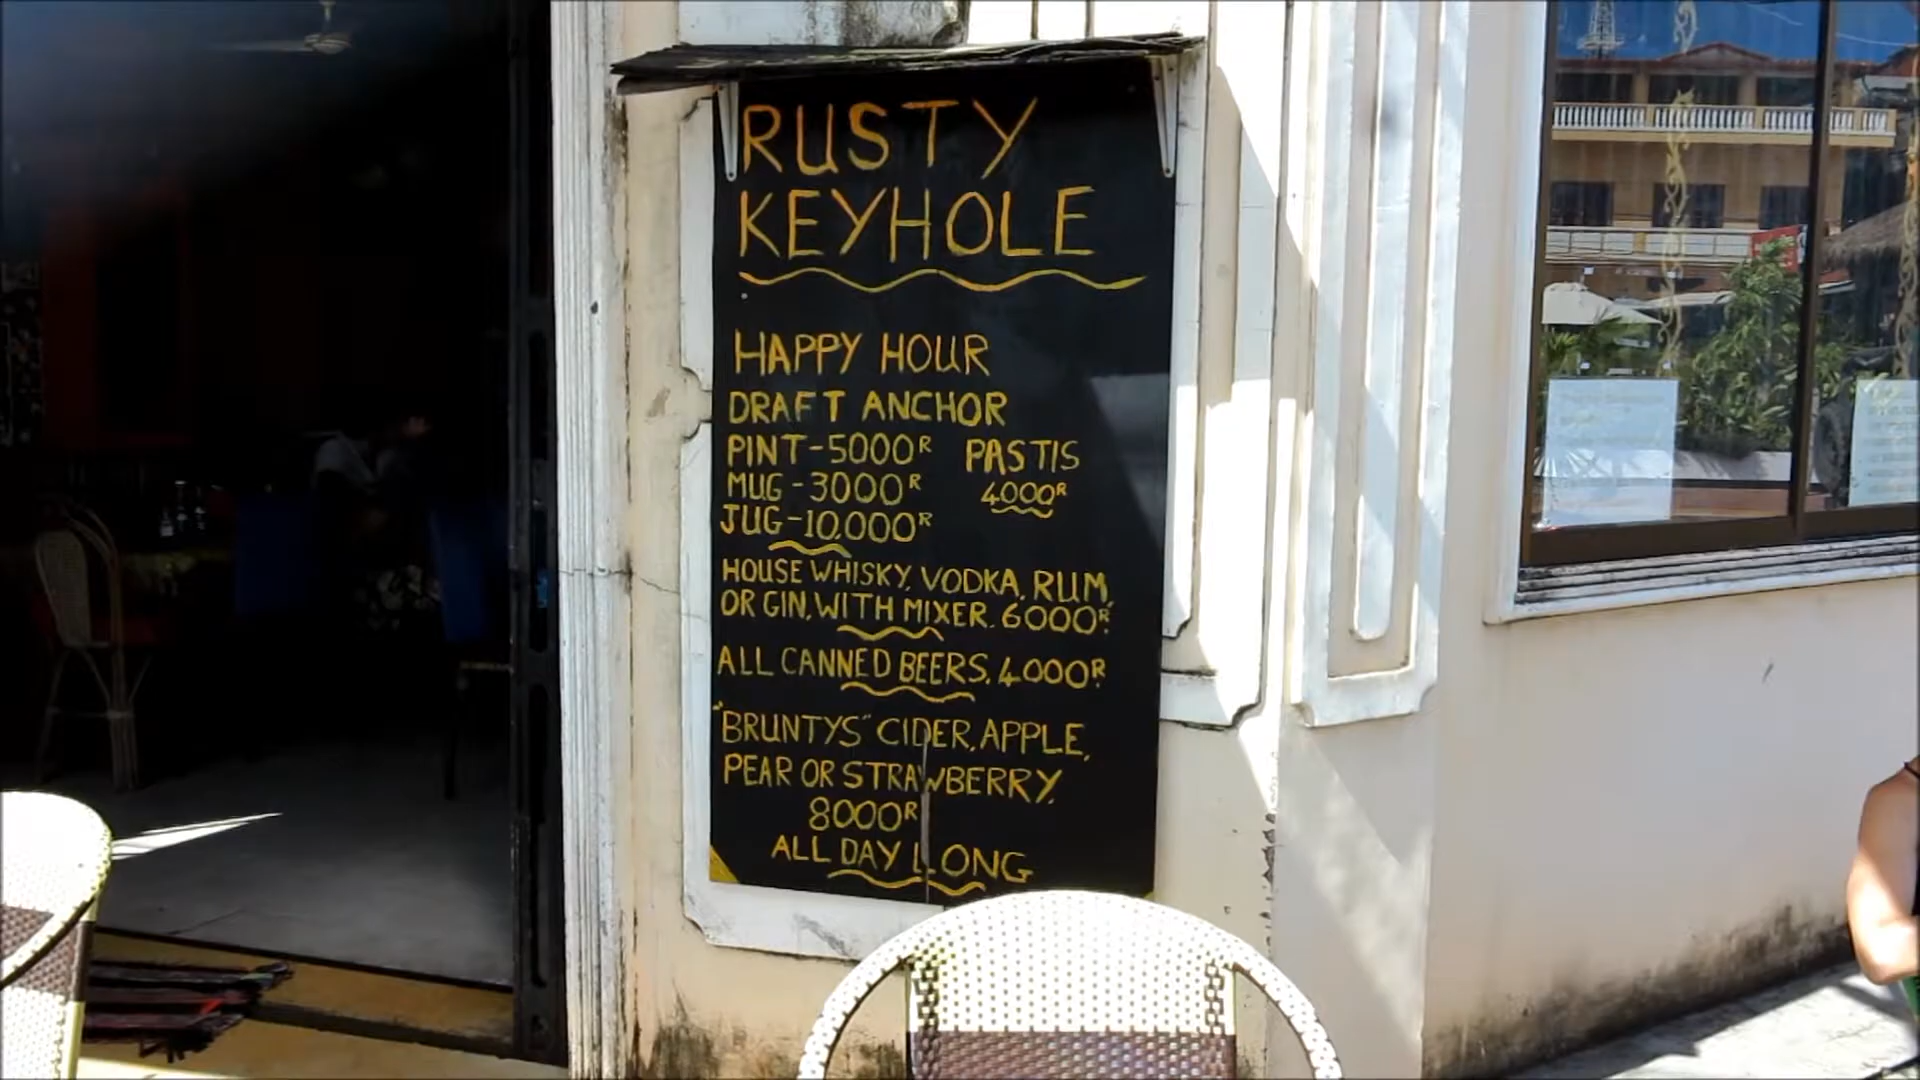 RUSTY
KEYHOLE
HAPPY HOUR
DRAFT ANCHOR
PINT-5000R PASTIS
MUG-3000R 4000R
JUG-10,000R
HOUSE WHISKY, VODKA, RUM,
OR GIN, WITH MIXER. 6000R.
ALL CANNED BEERS. 4000R.
"BRUNTYS" CIDER, APPLE,
PEAR OR STRAWBERRY,
8000R
ALL DAY LONG